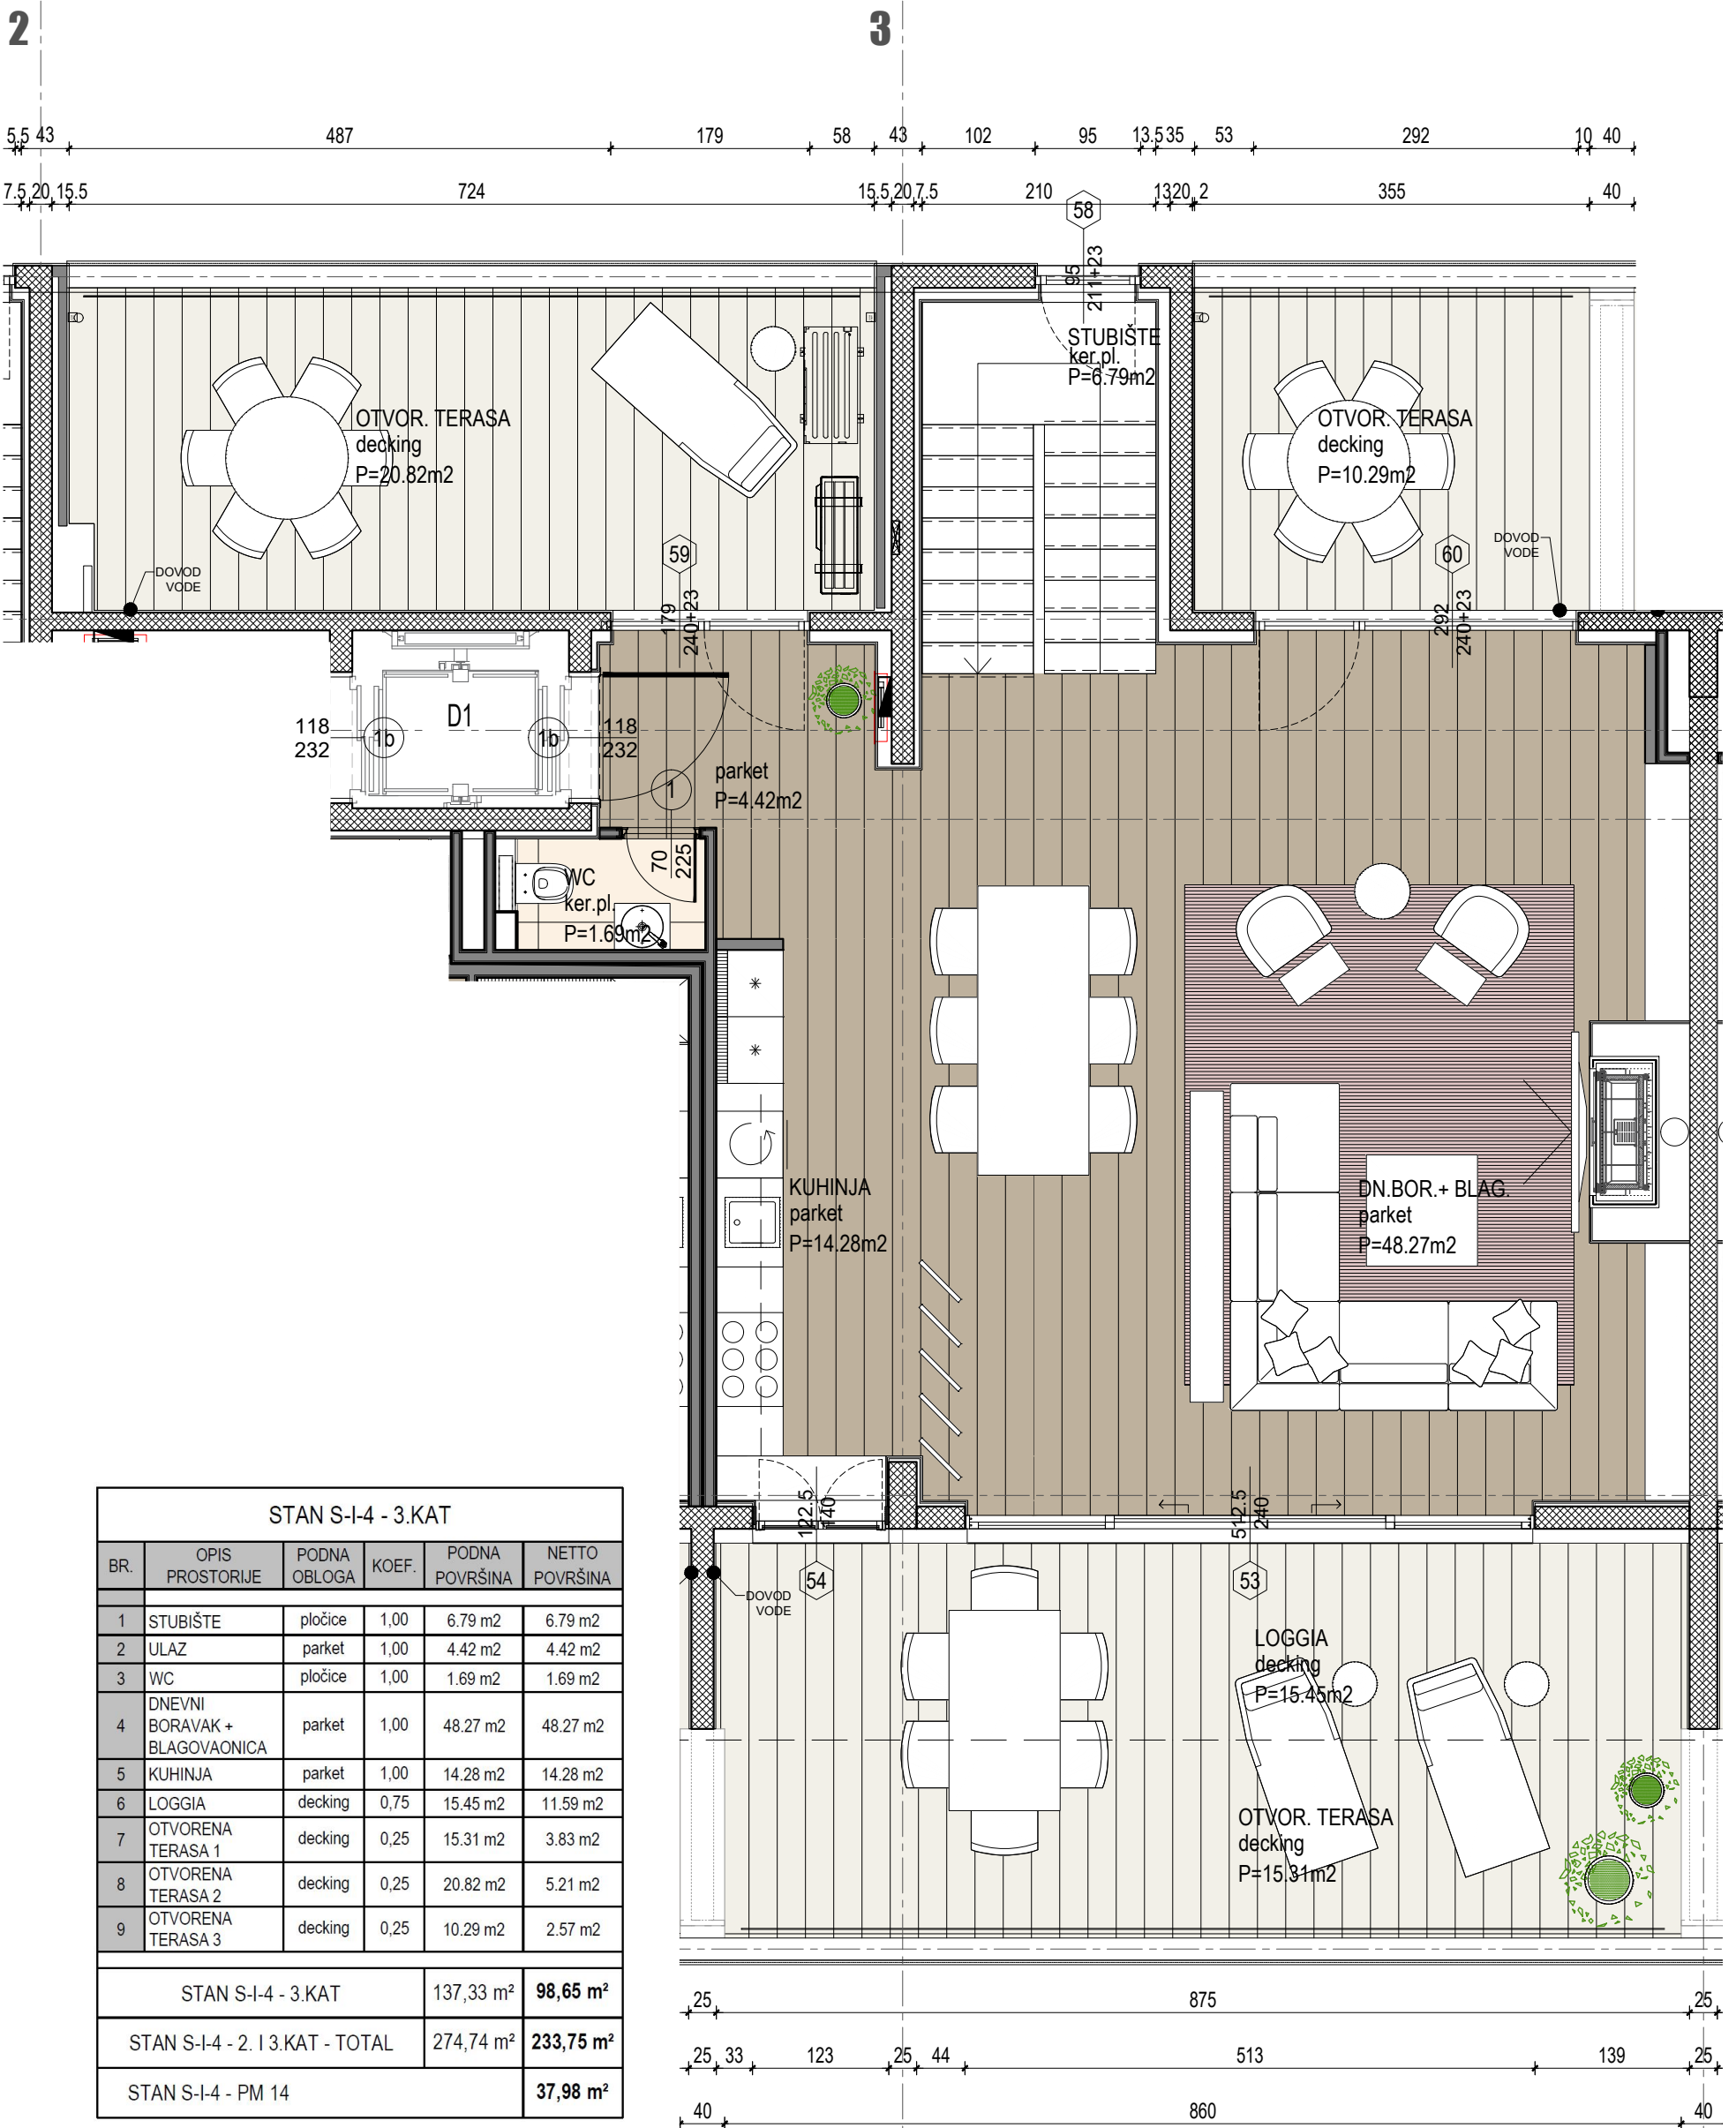 2
3
5.5 43 487 179 58 43 102 95 13.5 35 53 292 10 40
7.5 20 15.5 724 15.5 20 7.5 210 13 20 2 355 40
58
95
211+23
STUBIŠTE
ker.pl.
P=6.79m2
OTVOR. TERASA
decking
P=20.82m2
OTVOR. TERASA
decking
P=10.29m2
DOVOD
VODE
59
179
240+23
DOVOD
VODE
60
292
240+23
D1
118
232
1b
1b
118
232
parket
P=4.42m2
1
70
225
WC
ker.pl.
P=1.69m2
KUHINJA
parket
P=14.28m2
DN.BOR.+ BLAG.
parket
P=48.27m2
122.5
140
54
512.5
240
53
DOVOD
VODE
LOGGIA
decking
P=15.45m2
OTVOR. TERASA
decking
P=15.31m2
STAN S-I-4 - 3.KAT
BR. OPIS PROSTORIJE PODNA OBLOGA KOEF. PODNA POVRŠINA NETTO POVRŠINA
1 STUBIŠTE pločice 1,00 6.79 m2 6.79 m2
2 ULAZ parket 1,00 4.42 m2 4.42 m2
3 WC pločice 1,00 1.69 m2 1.69 m2
4 DNEVNI BORAVAK + BLAGOVAONICA parket 1,00 48.27 m2 48.27 m2
5 KUHINJA parket 1,00 14.28 m2 14.28 m2
6 LOGGIA decking 0,75 15.45 m2 11.59 m2
7 OTVORENA TERASA 1 decking 0,25 15.31 m2 3.83 m2
8 OTVORENA TERASA 2 decking 0,25 20.82 m2 5.21 m2
9 OTVORENA TERASA 3 decking 0,25 10.29 m2 2.57 m2
STAN S-I-4 - 3.KAT 137,33 m² 98,65 m²
STAN S-I-4 - 2. I 3.KAT - TOTAL 274,74 m² 233,75 m²
STAN S-I-4 - PM 14 37,98 m²
25 875 25
25 33 123 25 44 513 139 25
40 860 40